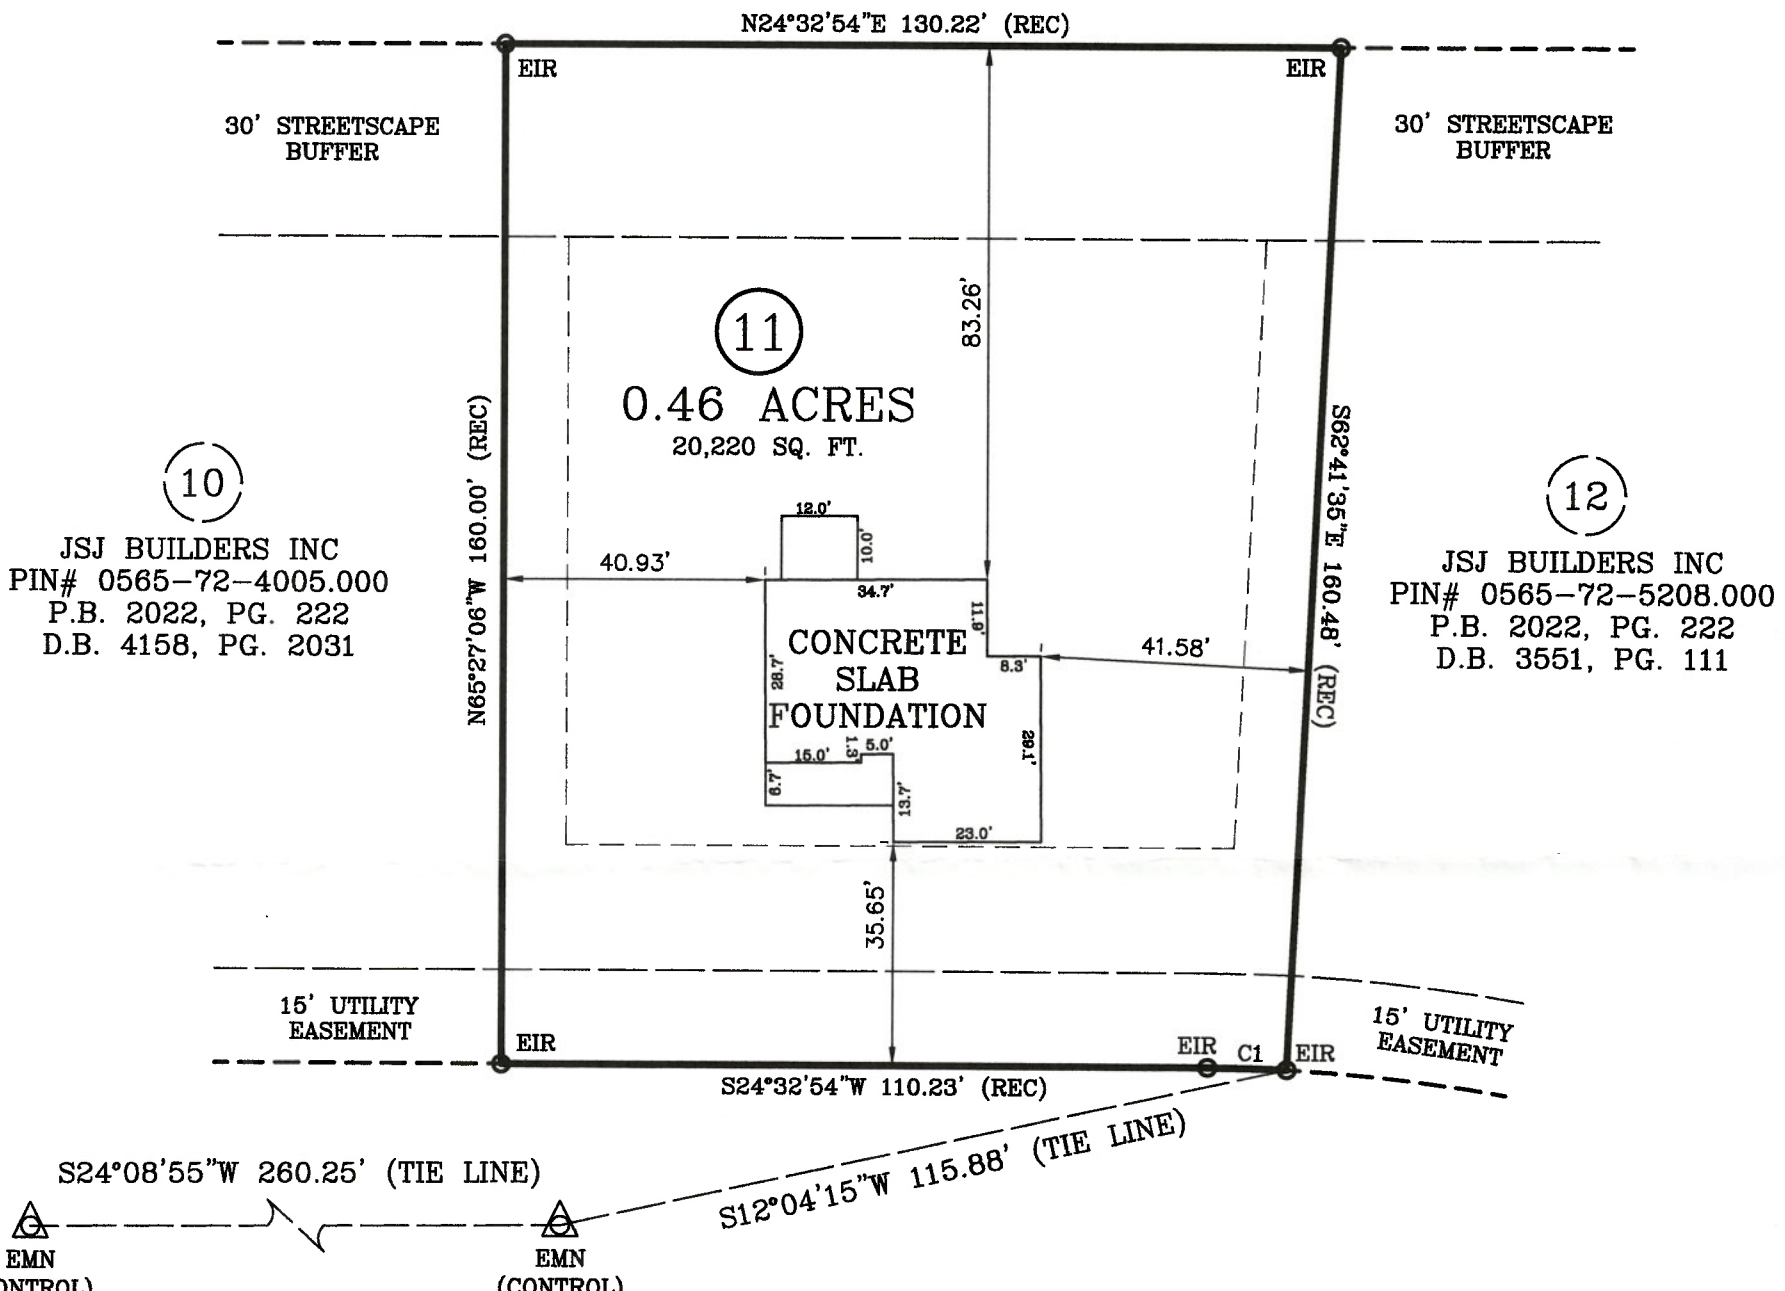 N24°32'54"E 130.22' (REC)
EIR
EIR
30' STREETSCAPE
BUFFER
30' STREETSCAPE
BUFFER
83.26'
11
0.46 ACRES
20,220 SQ. FT.
N65°27'06"W 160.00' (REC)
S62°41'35"E 160.48' (REC)
10
JSJ BUILDERS INC
PIN# 0565-72-4005.000
P.B. 2022, PG. 222
D.B. 4158, PG. 2031
12
JSJ BUILDERS INC
PIN# 0565-72-5208.000
P.B. 2022, PG. 222
D.B. 3551, PG. 111
12.0'
10.0'
40.93'
34.7'
11.9'
CONCRETE
SLAB
FOUNDATION
28.7'
8.3'
41.58'
29.1'
15.0'
1.3'
5.0'
6.7'
13.7'
23.0'
35.65'
15' UTILITY
EASEMENT
15' UTILITY
EASEMENT
EIR
EIR
C1
EIR
S24°32'54"W 110.23' (REC)
S12°04'15"W 115.88' (TIE LINE)
S24°08'55"W 260.25' (TIE LINE)
EMN
ONTROL)
EMN
(CONTROL)